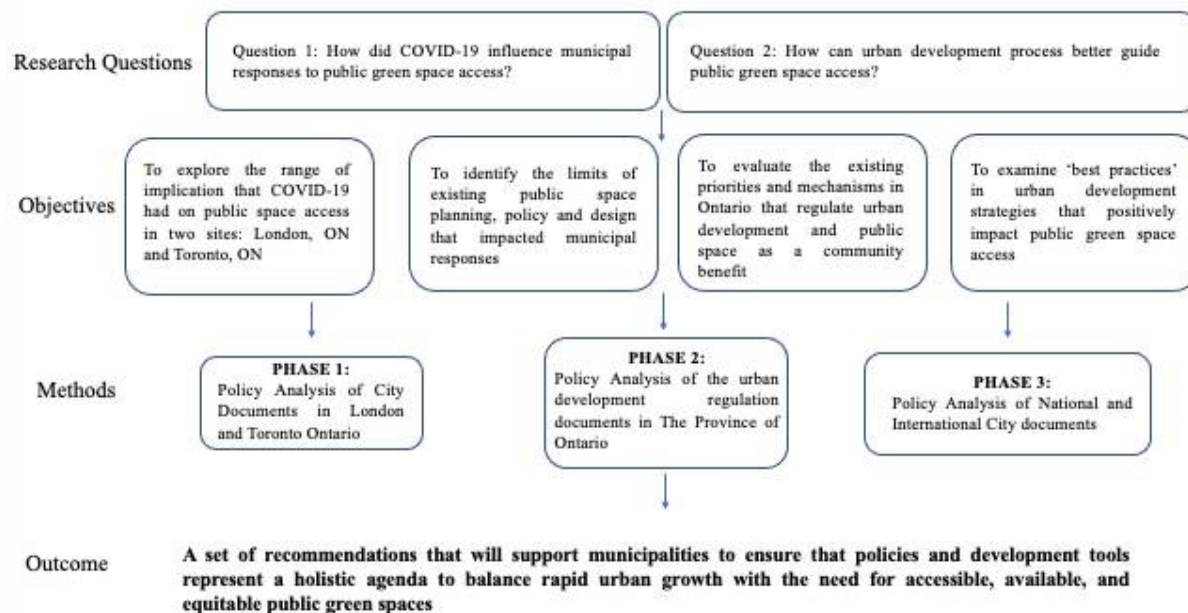 Research Questions
Question 1: How did COVID-19 influence municipal
responses to public green space access?
Question 2: How can urban development process better guide
public green space access?
Objectives
To explore the range of
implication that COVID-19
had on public space access
in two sites: London, ON
and Toronto, ON
To identify the limits of
existing public space
planning, policy and design
that impacted municipal
responses
To evaluate the existing
priorities and mechanisms in
Ontario that regulate urban
development and public
space as a community
benefit
To examine ‘best practices’
in urban development
strategies that positively
impact public green space
access
Methods
PHASE 1:
Policy Analysis of City
Documents in London
and Toronto Ontario
PHASE 2:
Policy Analysis of the urban
development regulation
documents in The Province of
Ontario
PHASE 3:
Policy Analysis of National and
International City documents
Outcome
A set of recommendations that will support municipalities to ensure that policies and development tools
represent a holistic agenda to balance rapid urban growth with the need for accessible, available, and
equitable public green spaces